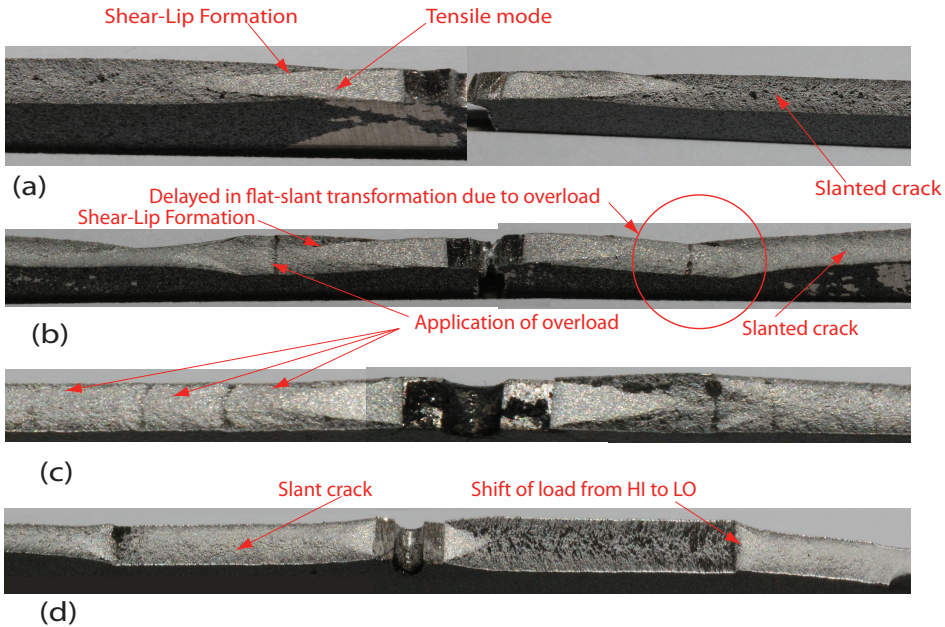 Shear-Lip Formation
Tensile mode
(a)
Slanted crack
Delayed in flat-slant transformation due to overload
Shear-Lip Formation
(b)
Application of overload
Slanted crack
(c)
Slant crack
Shift of load from HI to LO
(d)